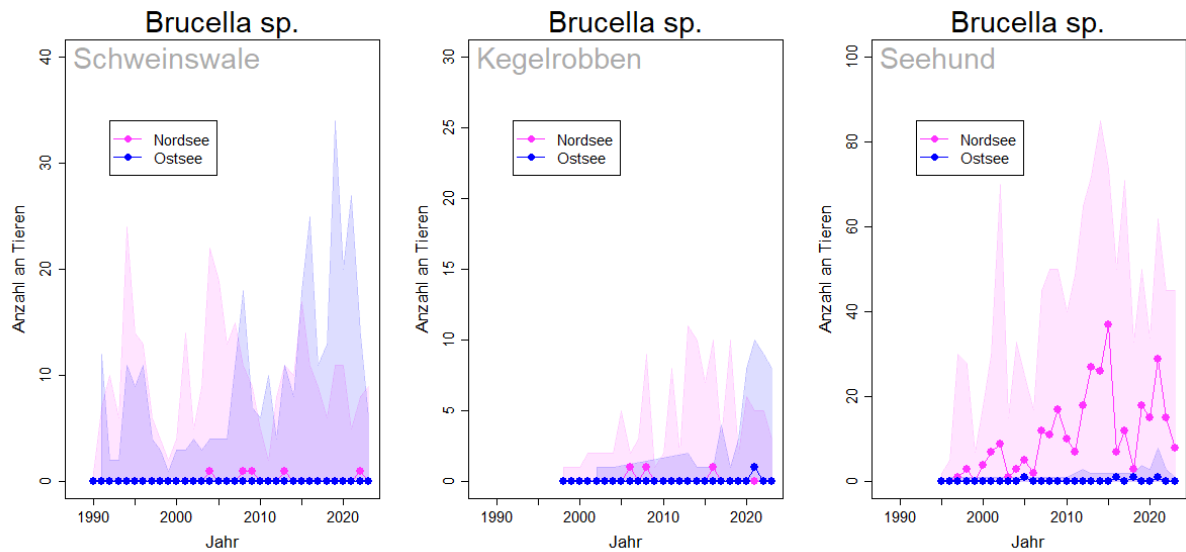 Brucella sp.
Schweinswale
Nordsee
Ostsee
Anzahl an Tieren
0
10
20
30
40
1990
2000
2010
2020
Jahr
Brucella sp.
Kegelrobben
Nordsee
Ostsee
Anzahl an Tieren
0
5
10
15
20
25
30
1990
2000
2010
2020
Jahr
Brucella sp.
Seehund
Nordsee
Ostsee
Anzahl an Tieren
0
20
40
60
80
100
1990
2000
2010
2020
Jahr